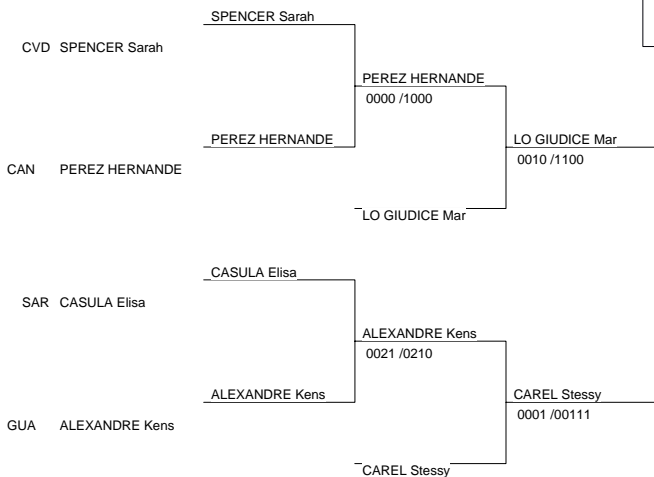 SPENCER Sarah
CVD SPENCER Sarah
PEREZ HERNANDE
0000 /1000
PEREZ HERNANDE
LO GIUDICE Mar
0010 /1100
CAN PEREZ HERNANDE
LO GIUDICE Mar
CASULA Elisa
SAR CASULA Elisa
ALEXANDRE Kens
0021 /0210
ALEXANDRE Kens
CAREL Stessy
0001 /00111
GUA ALEXANDRE Kens
CAREL Stessy